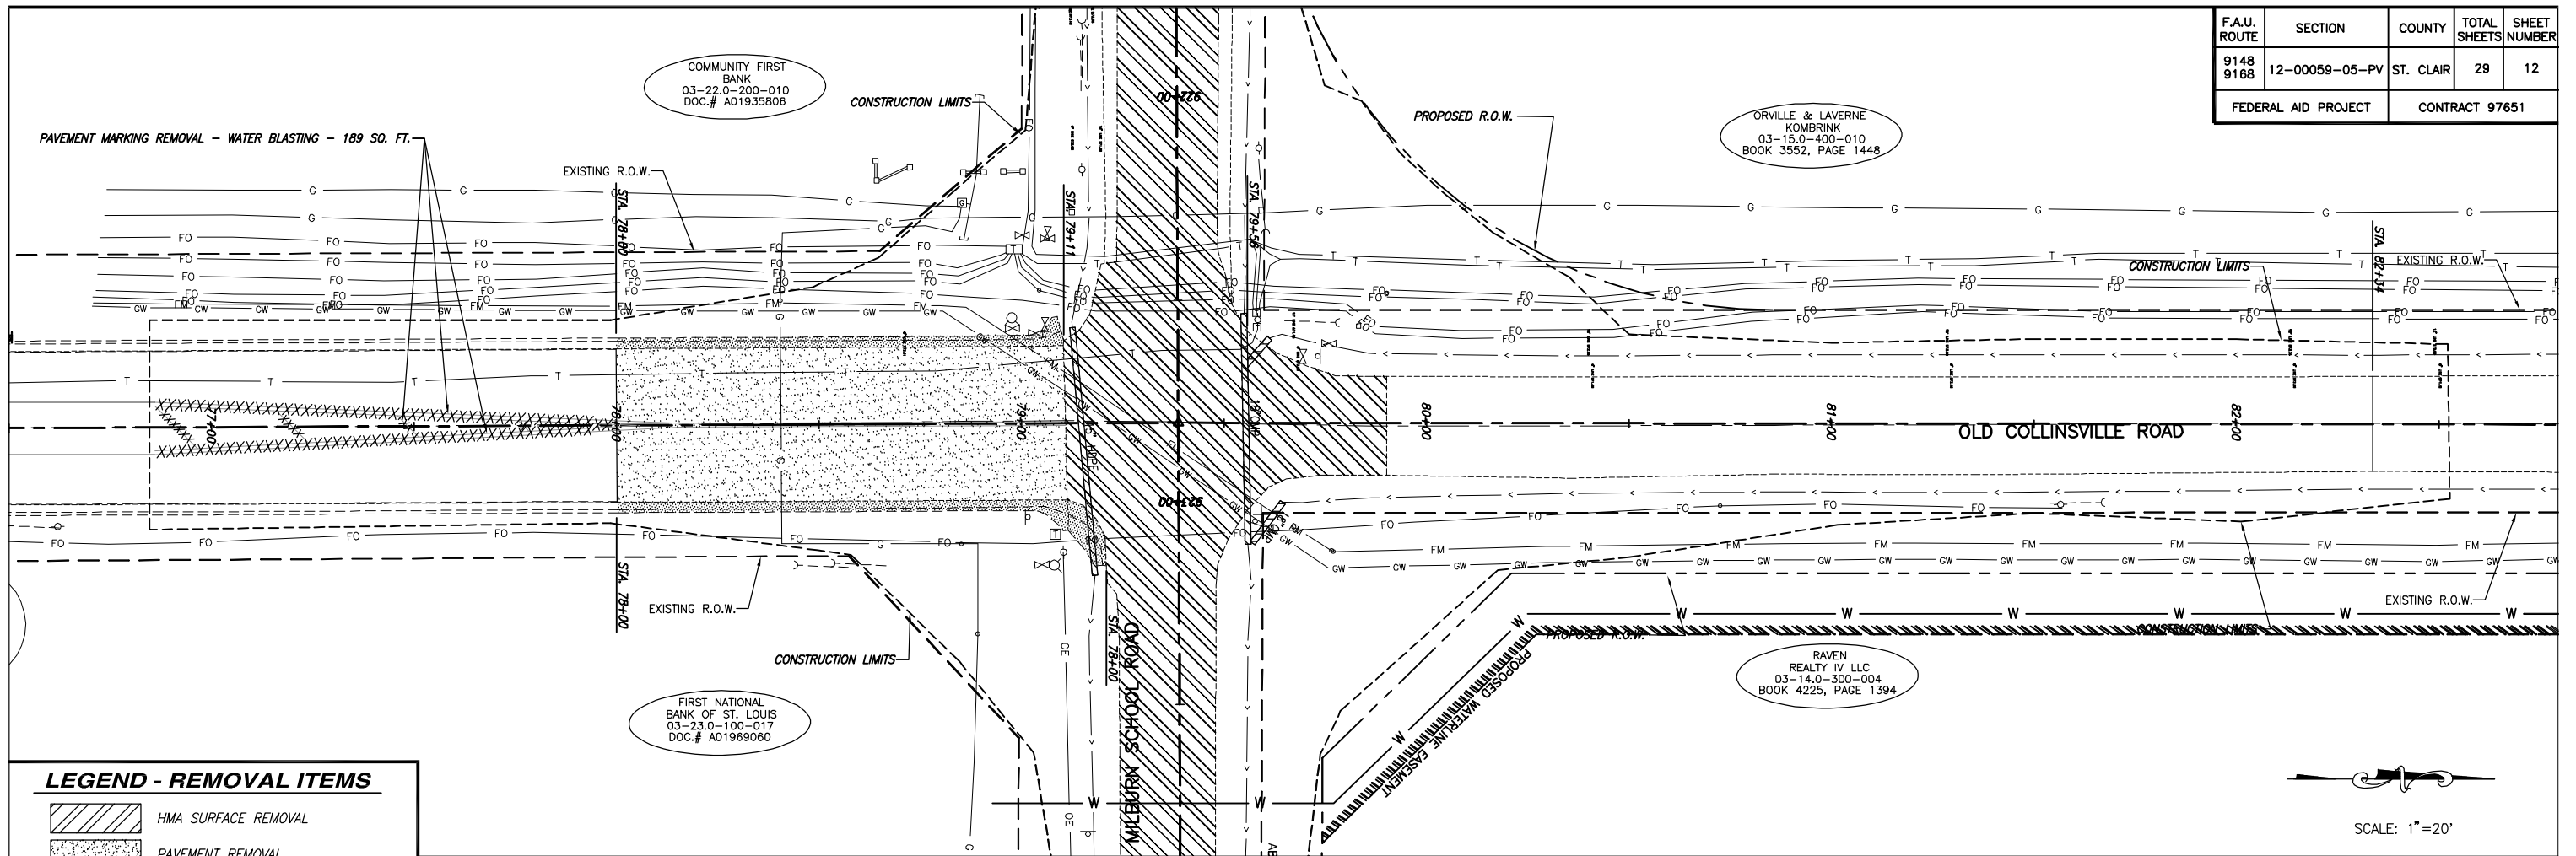 F.A.U. ROUTE SECTION COUNTY TOTAL SHEETS SHEET NUMBER
9148 9168 12-00059-05-PV ST. CLAIR 29 12
FEDERAL AID PROJECT CONTRACT 97651
COMMUNITY FIRST
BANK
03-22.0-200-010
DOC.# A01935806
CONSTRUCTION LIMITS
PAVEMENT MARKING REMOVAL - WATER BLASTING - 189 SQ. FT.
EXISTING R.O.W.
922+00
PROPOSED R.O.W.
ORVILLE & LAVERNE
KOMBRINK
03-15.0-400-010
BOOK 3552, PAGE 1448
STA. 78+00
STA. 79+11
STA. 79+56
STA. 82+34
CONSTRUCTION LIMITS
EXISTING R.O.W.
77+00
78+00
79+00
80+00
81+00
82+00
OLD COLLINSVILLE ROAD
923+00
STA. 78+00
EXISTING R.O.W.
CONSTRUCTION LIMITS
STA. 78+00
MILBURN SCHOOL ROAD
EXISTING R.O.W.
PROPOSED R.O.W.
CONSTRUCTION LIMITS
PROPOSED WATERLINE EASEMENT
RAVEN
REALTY IV LLC
03-14.0-300-004
BOOK 4225, PAGE 1394
FIRST NATIONAL
BANK OF ST. LOUIS
03-23.0-100-017
DOC.# A01969060
LEGEND - REMOVAL ITEMS
HMA SURFACE REMOVAL
PAVEMENT REMOVAL
SCALE: 1"=20'